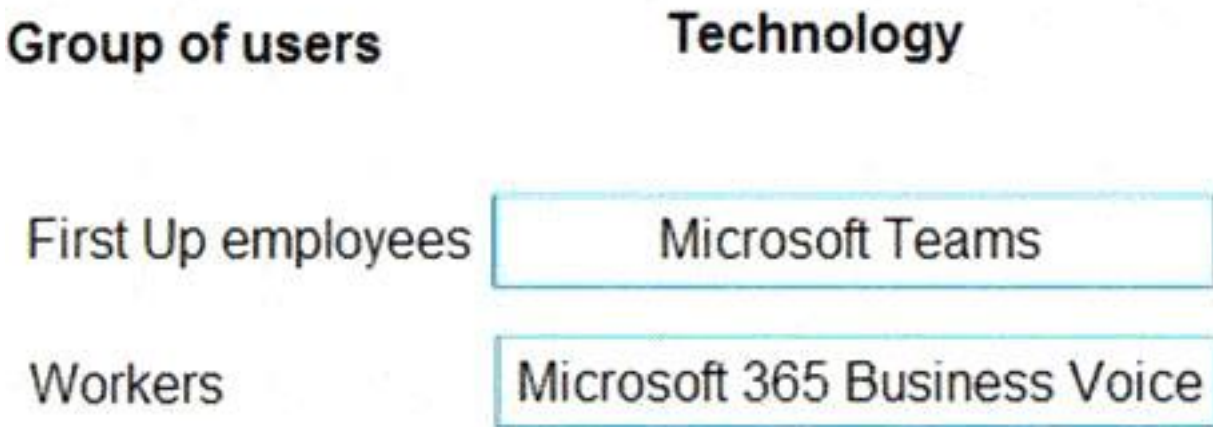 Group of users Technology
First Up employees Microsoft Teams
Workers Microsoft 365 Business Voice